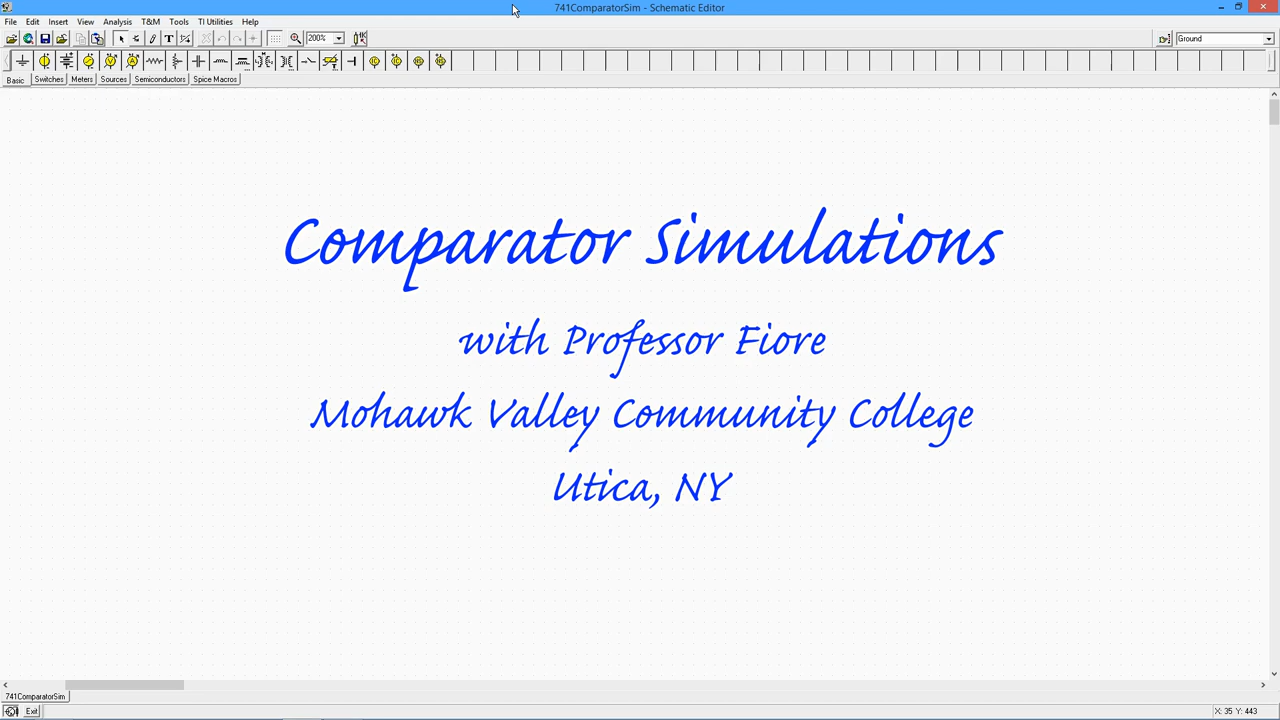 741ComparatorSim - Schematic Editor
File Edit Insert View Analysis T&M Tools TI Utilities Help
200% Ground
Basic Switches Meters Sources Semiconductors Spice Macros
Comparator Simulations
with Professor Fiore
Mohawk Valley Community College
Utica, NY
741ComparatorSim
Exit X: 35 Y: 443